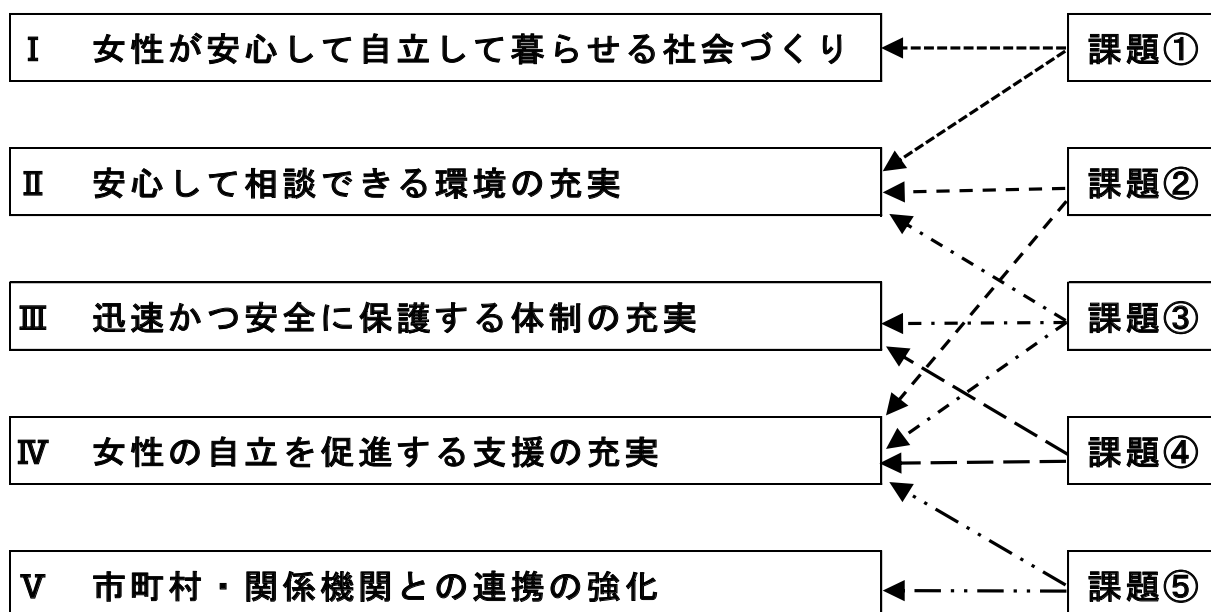 Ⅰ 女性が安心して自立して暮らせる社会づくり 課題①
Ⅱ 安心して相談できる環境の充実 課題②
Ⅲ 迅速かつ安全に保護する体制の充実 課題③
Ⅳ 女性の自立を促進する支援の充実 課題④
Ⅴ 市町村・関係機関との連携の強化 課題⑤